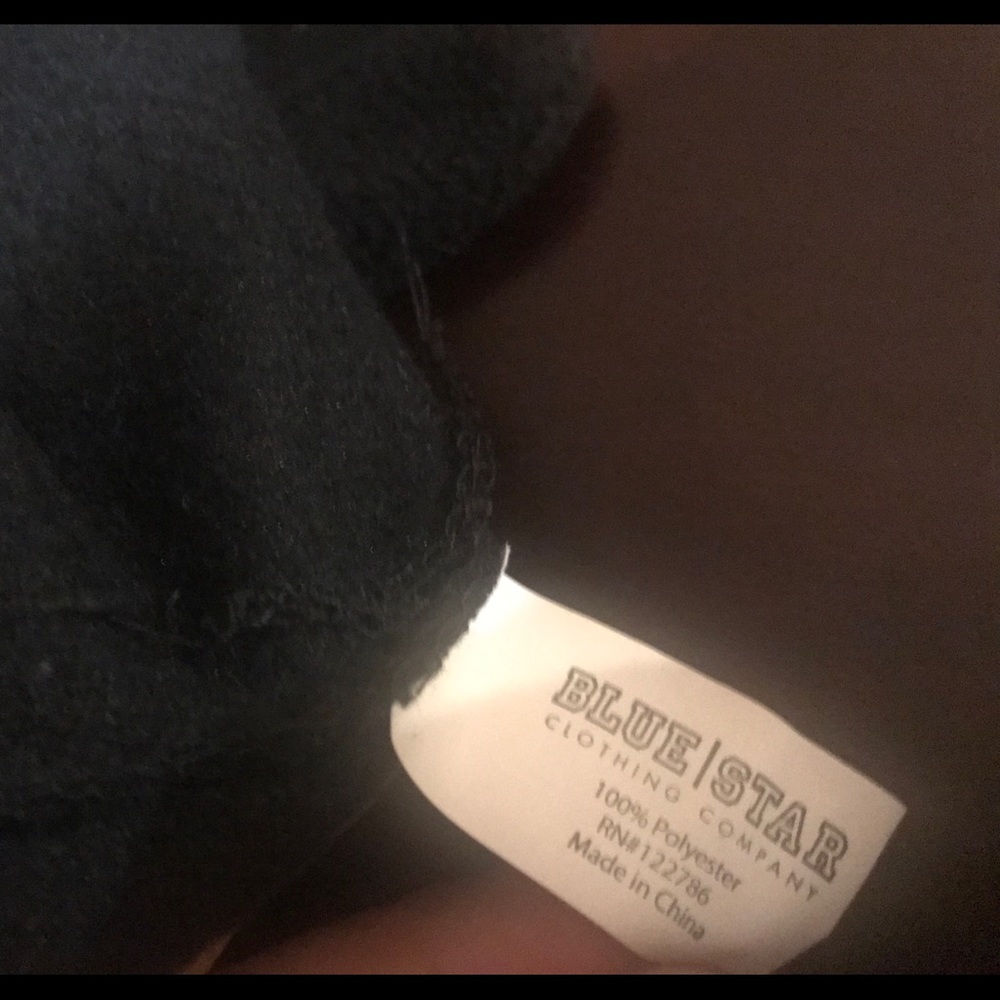 BLUE|STAR
CLOTHING COMPANY
100% Polyester
RN#122786
Made in China